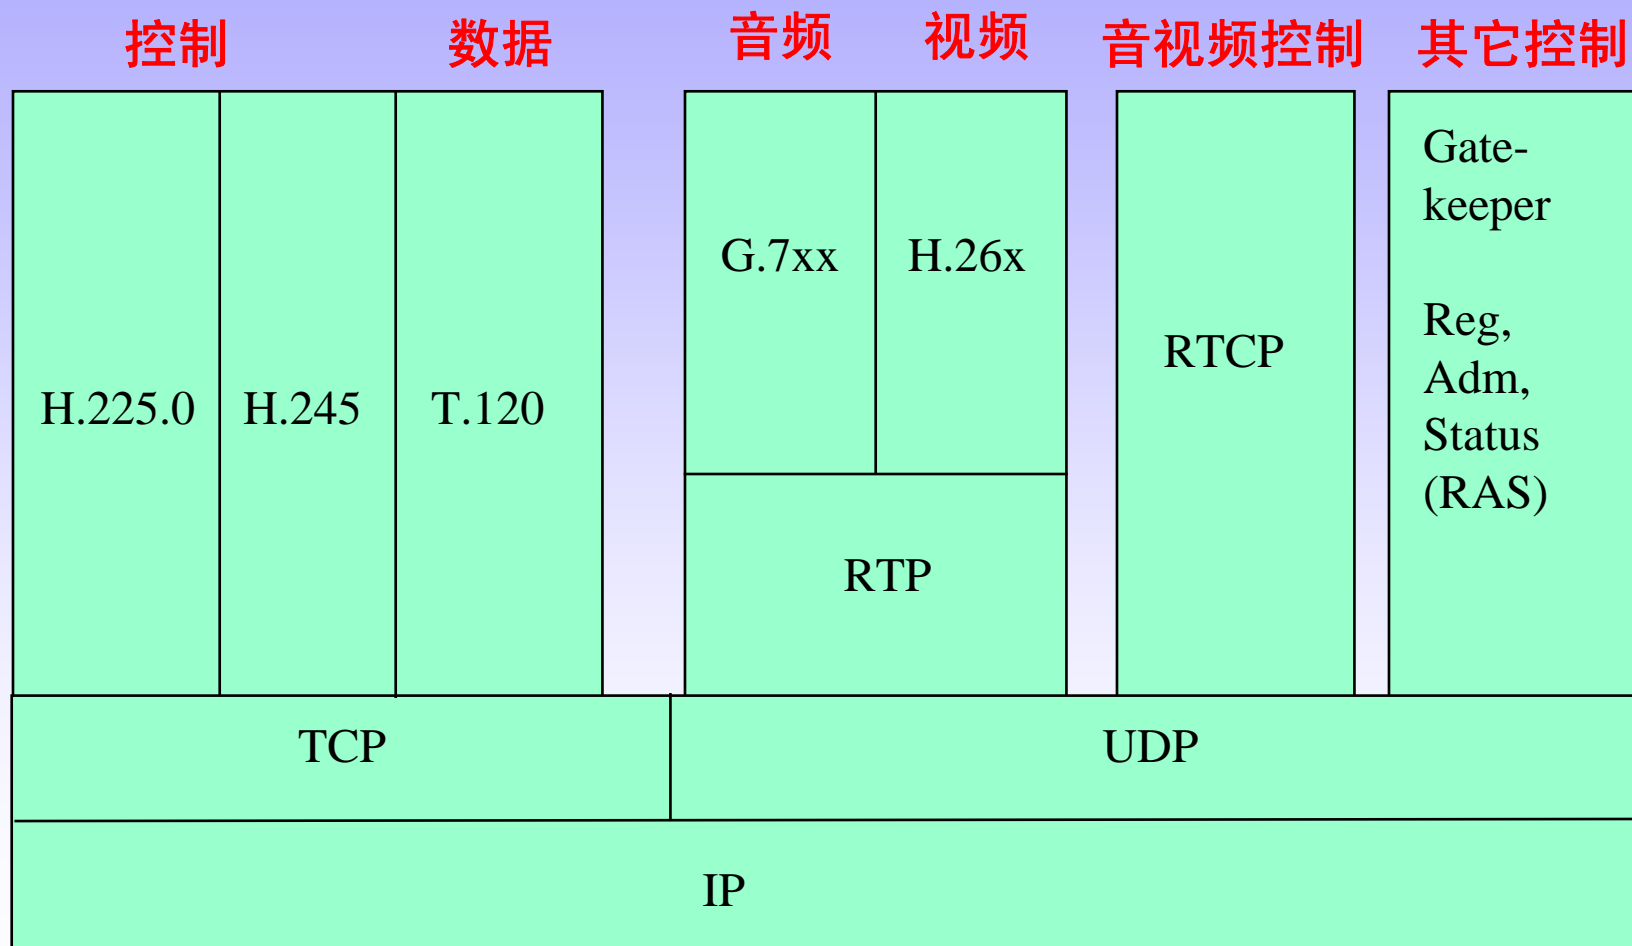 控制
数据
音频
视频
音视频控制
其它控制
H.225.0
H.245
T.120
G.7xx
H.26x
RTP
RTCP
Gate-
keeper
Reg,
Adm,
Status
(RAS)
TCP
UDP
IP